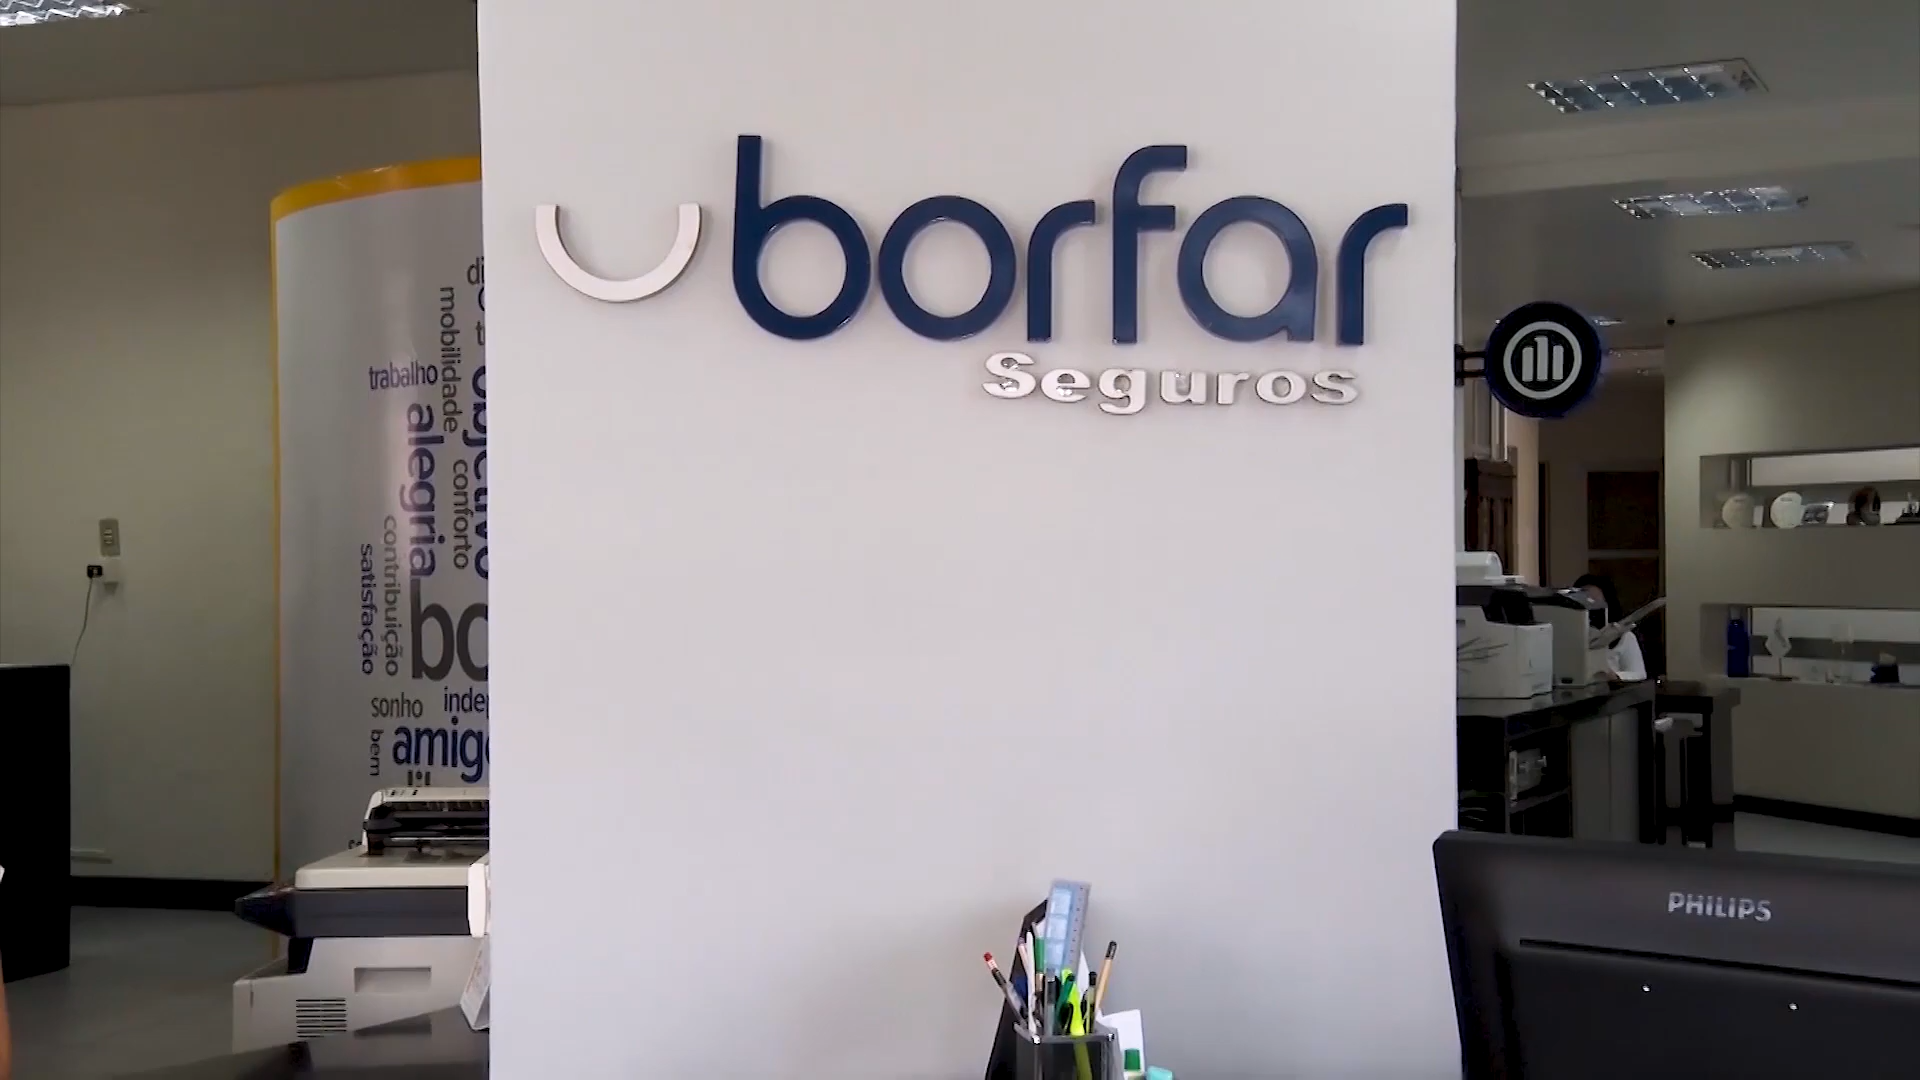 borfar
Seguros
trabalho
mobilidade
alegria
conforto
contribuição
satisfação
sonho
bem
PHILIPS